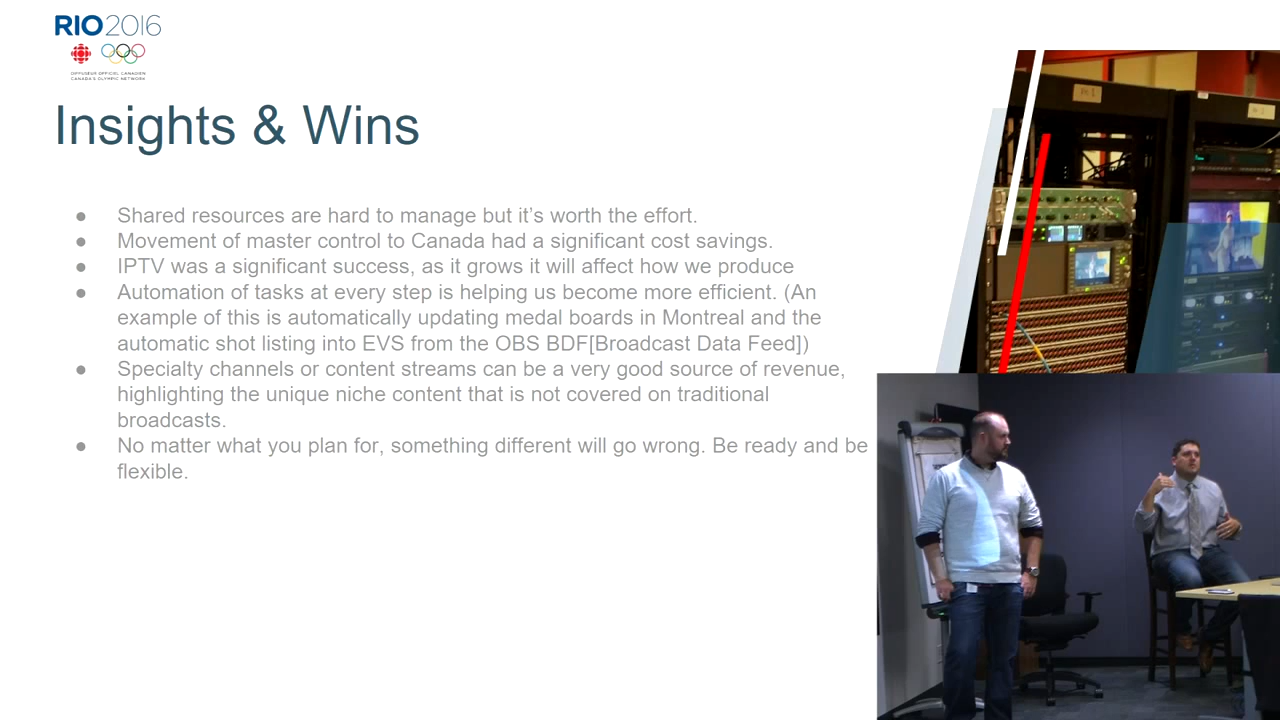 RIO2016
DIFFUSEUR OFFICIEL CANADIEN
CANADA'S OLYMPIC NETWORK
Insights & Wins
● Shared resources are hard to manage but it’s worth the effort.
● Movement of master control to Canada had a significant cost savings.
● IPTV was a significant success, as it grows it will affect how we produce
● Automation of tasks at every step is helping us become more efficient. (An
example of this is automatically updating medal boards in Montreal and the
automatic shot listing into EVS from the OBS BDF[Broadcast Data Feed])
● Specialty channels or content streams can be a very good source of revenue,
highlighting the unique niche content that is not covered on traditional
broadcasts.
● No matter what you plan for, something different will go wrong. Be ready and be
flexible.